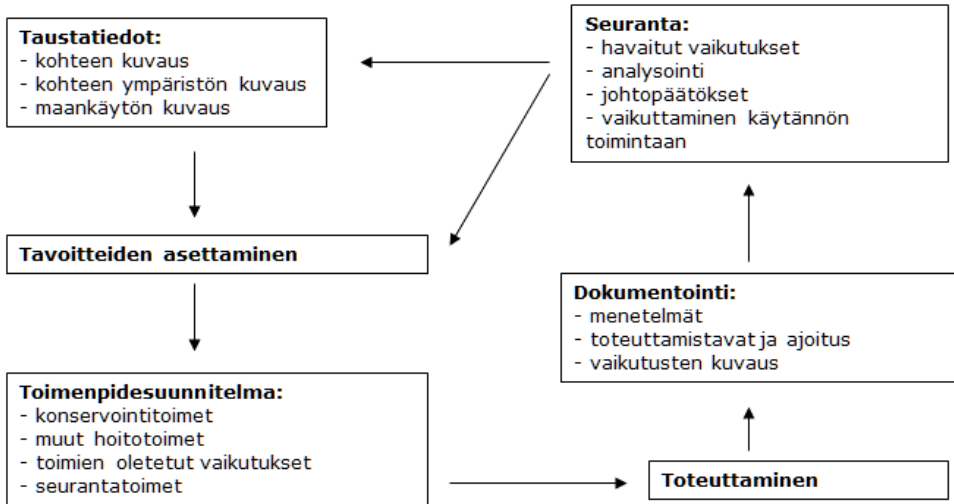 Taustatiedot:
- kohteen kuvaus
- kohteen ympäristön kuvaus
- maankäytön kuvaus
Tavoitteiden asettaminen
Toimenpidesuunnitelma:
- konservointitoimet
- muut hoitotoimet
- toimien oletetut vaikutukset
- seurantatoimet
Toteuttaminen
Dokumentointi:
- menetelmät
- toteuttamistavat ja ajoitus
- vaikutusten kuvaus
Seuranta:
- havaitut vaikutukset
- analysointi
- johtopäätökset
- vaikuttaminen käytännön
toimintaan